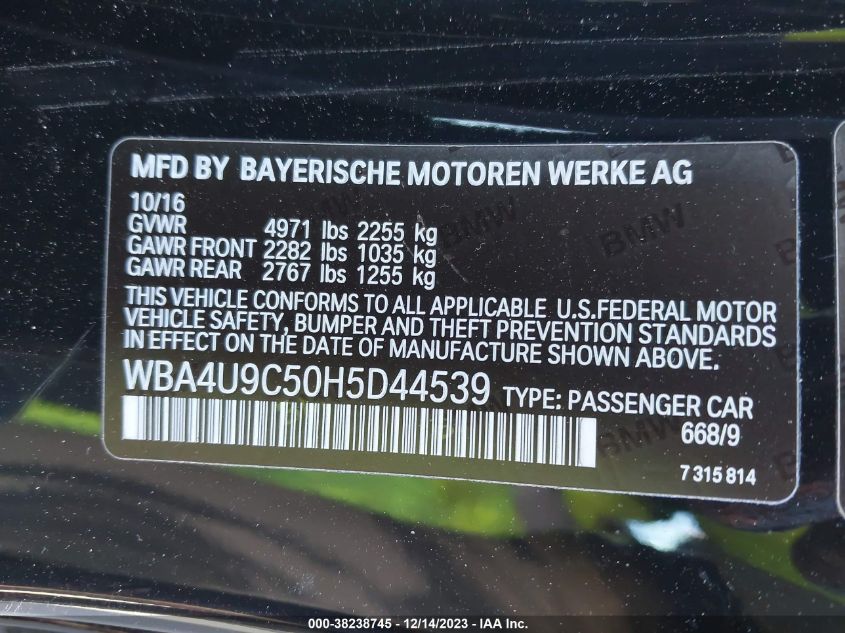 MFD BY BAYERISCHE MOTOREN WERKE AG
10/16
GVWR 4971 lbs 2255 kg
GAWR FRONT 2282 lbs 1035 kg
GAWR REAR 2767 lbs 1255 kg
THIS VEHICLE CONFORMS TO ALL APPLICABLE U.S.FEDERAL MOTOR
VEHICLE SAFETY, BUMPER AND THEFT PREVENTION STANDARDS
IN EFFECT ON THE DATE OF MANUFACTURE SHOWN ABOVE.
WBA4U9C50H5D44539 TYPE: PASSENGER CAR
668/9
7 315 814
BMW
BMW
BMW
000-38238745 - 12/14/2023 - IAA Inc.